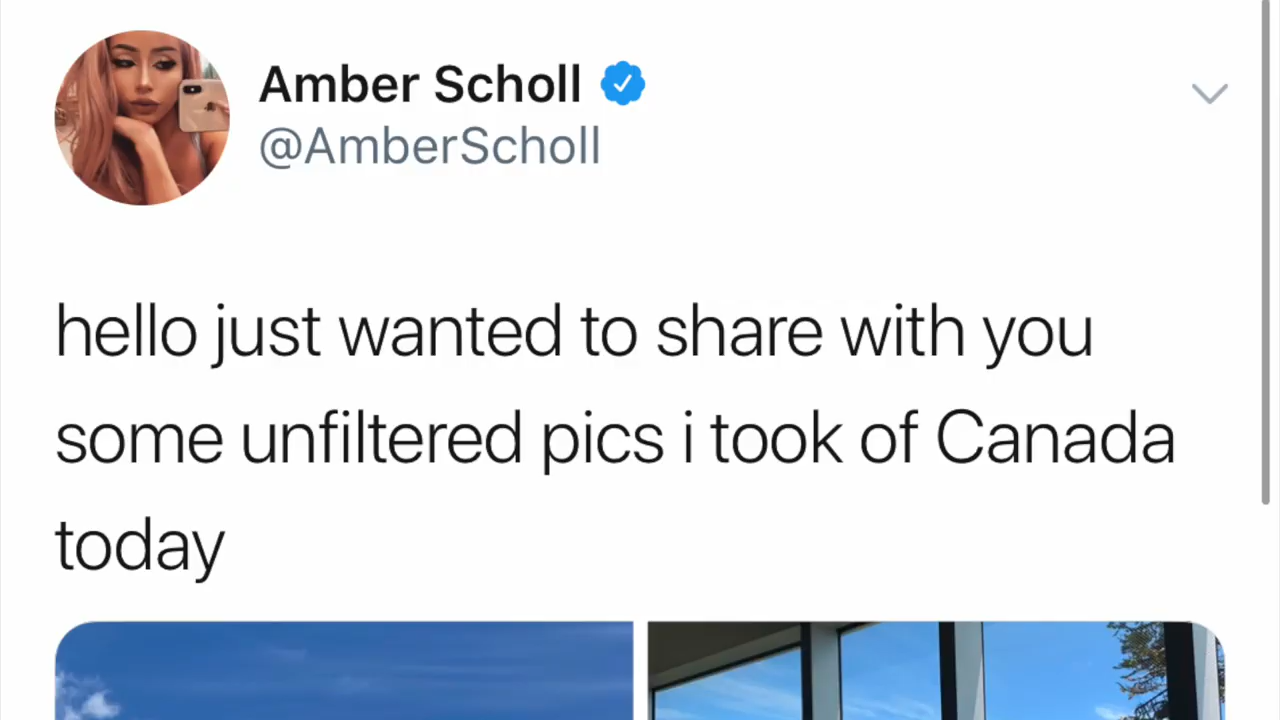 Amber Scholl
@AmberScholl
hello just wanted to share with you
some unfiltered pics i took of Canada
today